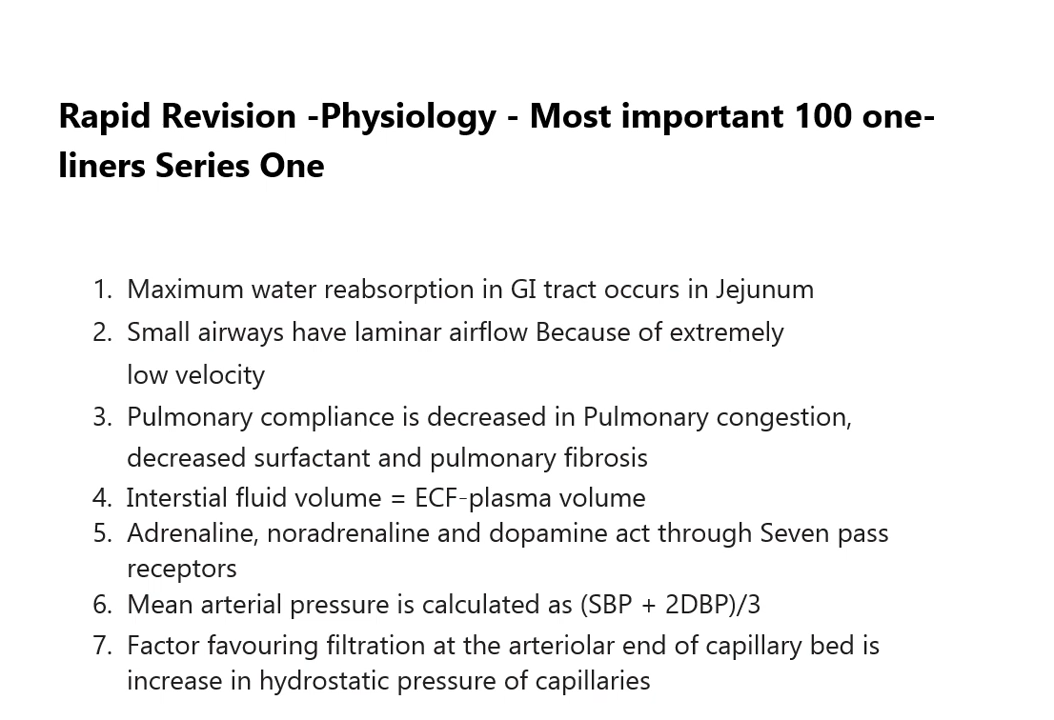 Rapid Revision -Physiology - Most important 100 one-
liners Series One
1. Maximum water reabsorption in GI tract occurs in Jejunum
2. Small airways have laminar airflow Because of extremely
low velocity
3. Pulmonary compliance is decreased in Pulmonary congestion,
decreased surfactant and pulmonary fibrosis
4. Interstial fluid volume = ECF-plasma volume
5. Adrenaline, noradrenaline and dopamine act through Seven pass
receptors
6. Mean arterial pressure is calculated as (SBP + 2DBP)/3
7. Factor favouring filtration at the arteriolar end of capillary bed is
increase in hydrostatic pressure of capillaries